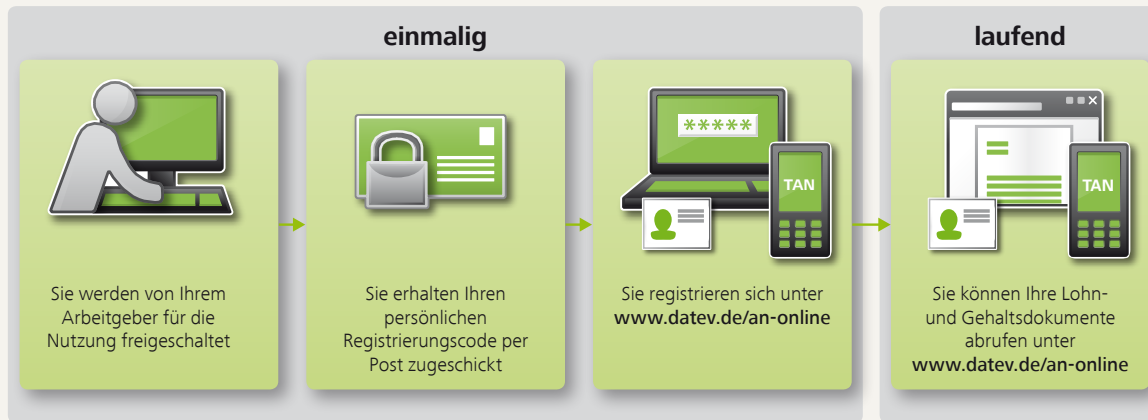 einmalig
Sie werden von Ihrem
Arbeitgeber für die
Nutzung freigeschaltet
Sie erhalten Ihren
persönlichen
Registrierungscode per
Post zugeschickt
*****
TAN
Sie registrieren sich unter
www.datev.de/an-online
laufend
TAN
Sie können Ihre Lohn-
und Gehaltsdokumente
abrufen unter
www.datev.de/an-online